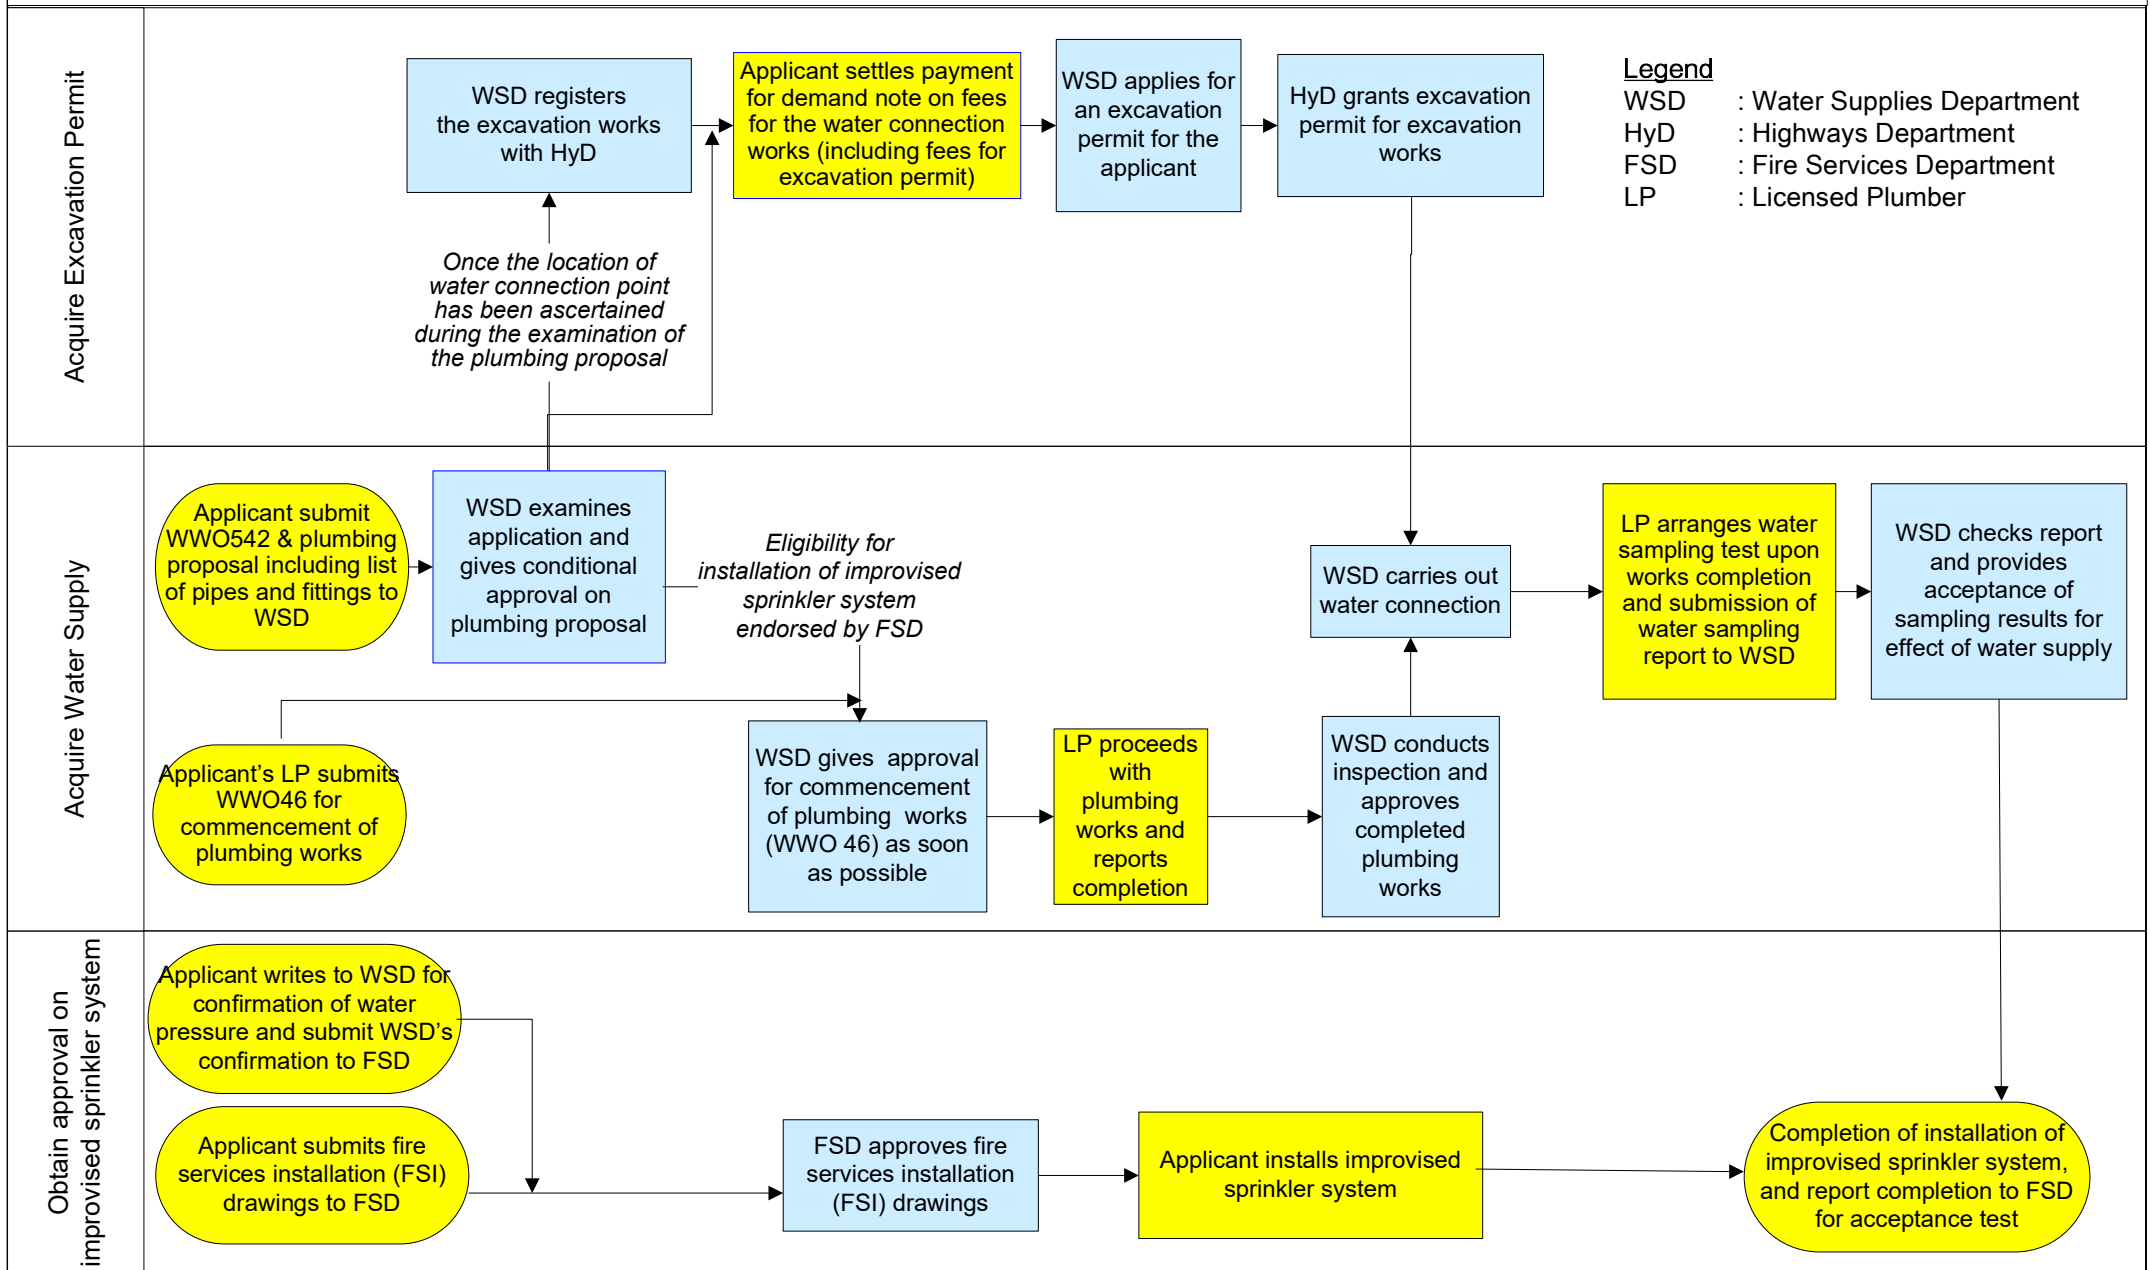 Acquire Excavation Permit
WSD registers
the excavation works
with HyD
Applicant settles payment
for demand note on fees
for the water connection
works (including fees for
excavation permit)
WSD applies for
an excavation
permit for the
applicant
HyD grants excavation
permit for excavation
works
Legend
WSD : Water Supplies Department
HyD : Highways Department
FSD : Fire Services Department
LP : Licensed Plumber
Once the location of
water connection point
has been ascertained
during the examination of
the plumbing proposal
Acquire Water Supply
Applicant submit
WWO542 & plumbing
proposal including list
of pipes and fittings to
WSD
WSD examines
application and
gives conditional
approval on
plumbing proposal
Eligibility for
installation of improvised
sprinkler system
endorsed by FSD
WSD carries out
water connection
LP arranges water
sampling test upon
works completion
and submission of
water sampling
report to WSD
WSD checks report
and provides
acceptance of
sampling results for
effect of water supply
Applicant's LP submits
WWO46 for
commencement of
plumbing works
WSD gives approval
for commencement
of plumbing works
(WWO 46) as soon
as possible
LP proceeds
with
plumbing
works and
reports
completion
WSD conducts
inspection and
approves
completed
plumbing
works
Obtain approval on
improvised sprinkler system
Applicant writes to WSD for
confirmation of water
pressure and submit WSD's
confirmation to FSD
Applicant submits fire
services installation (FSI)
drawings to FSD
FSD approves fire
services installation
(FSI) drawings
Applicant installs improvised
sprinkler system
Completion of installation of
improvised sprinkler system,
and report completion to FSD
for acceptance test